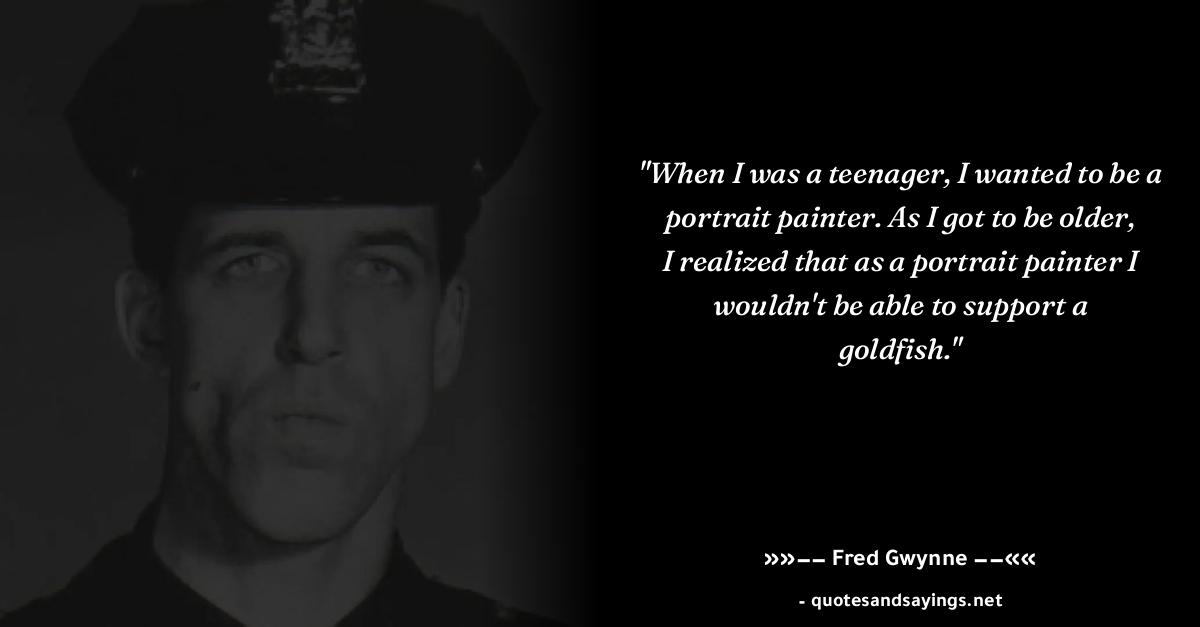 "When I was a teenager, I wanted to be a
portrait painter. As I got to be older,
I realized that as a portrait painter I
wouldn't be able to support a
goldfish."
»»–– Fred Gwynne ––««
- quotesandsayings.net